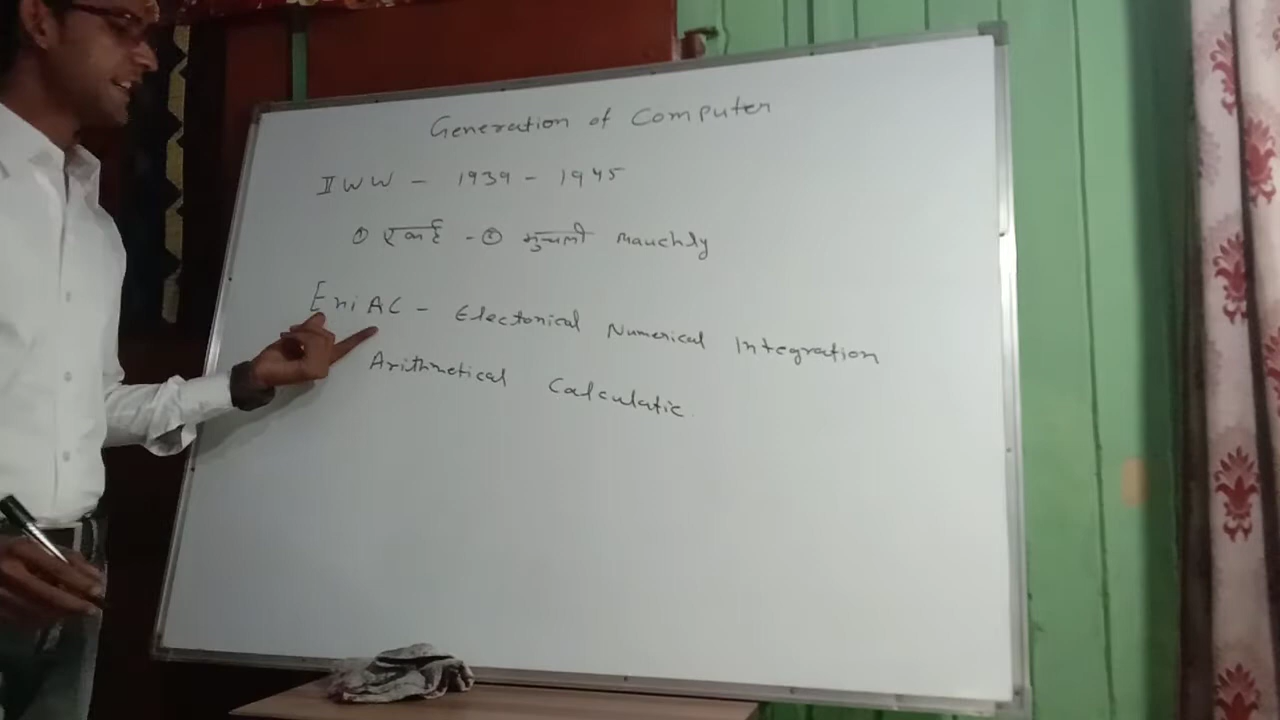 Generation of Computer
II WW - 1939 - 1945
① एकर्ट - ② मुचली Mauchly
EniAC - Electonical Numerical Integration
Arithmetical Calculatic.